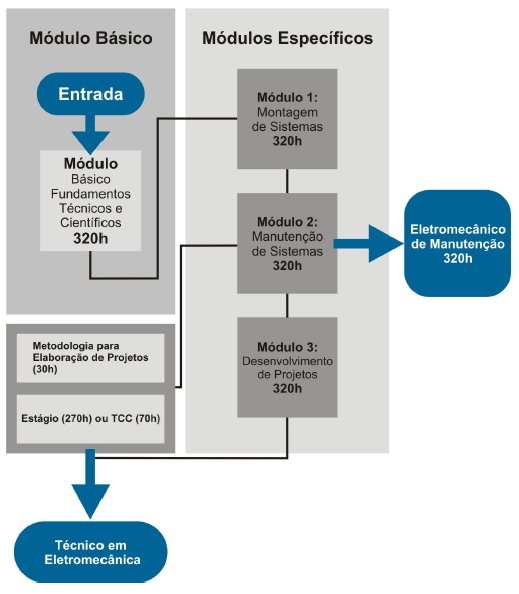 Módulo Básico
Entrada
Módulo
Básico
Fundamentos
Técnicos e
Científicos
320h
Módulos Específicos
Módulo 1:
Montagem
de Sistemas
320h
Módulo 2:
Manutenção
de Sistemas
320h
Eletromecânico
de Manutenção
320h
Módulo 3:
Desenvolvimento
de Projetos
320h
Metodologia para
Elaboração de Projetos
(30h)
Estágio (270h) ou TCC (70h)
Técnico em
Eletromecânica